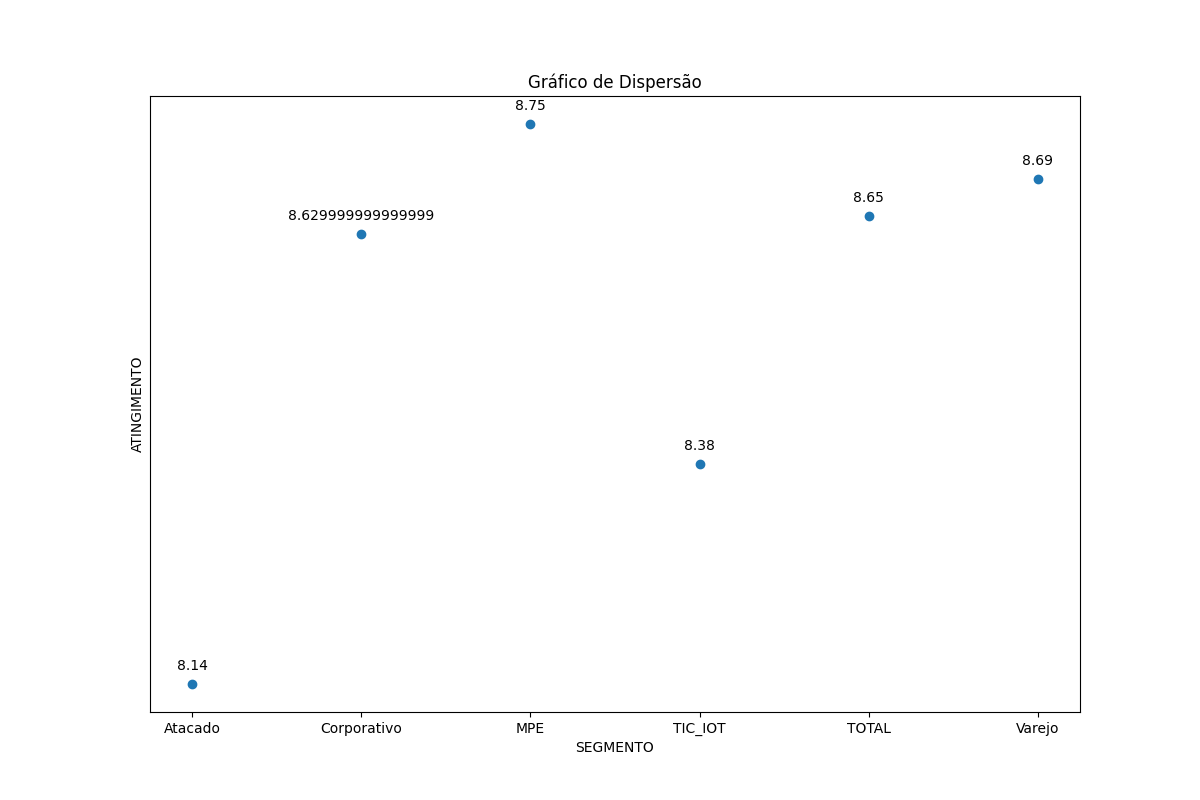 Gráfico de Dispersão
8.75
8.69
8.65
8.629999999999999
8.38
8.14
ATINGIMENTO
Atacado Corporativo MPE TIC_IOT TOTAL Varejo
SEGMENTO